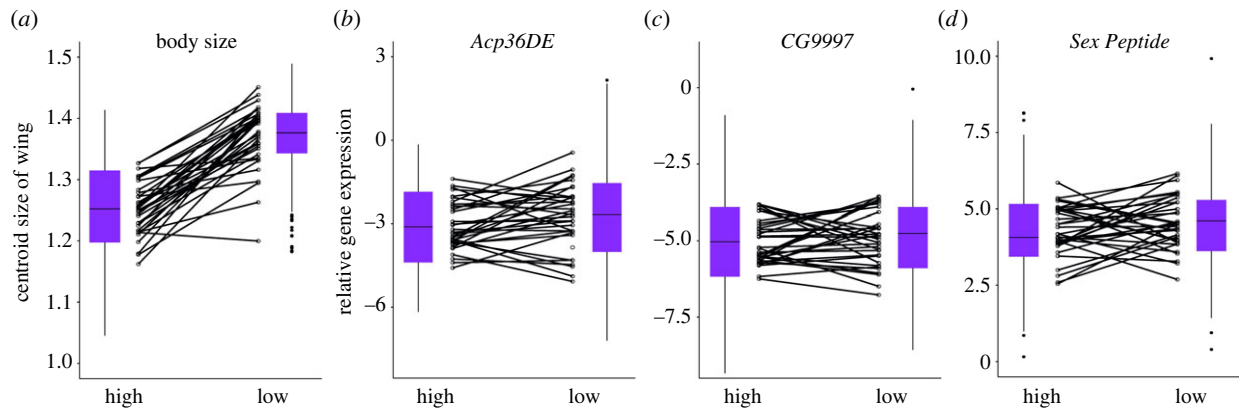 (a)
body size
centroid size of wing
1.5
1.4
1.3
1.2
1.1
1.0
high
low
(b)
Acp36DE
relative gene expression
3
0
−3
−6
high
low
(c)
CG9997
0
−2.5
−5.0
−7.5
high
low
(d)
Sex Peptide
10.0
7.5
5.0
2.5
0
high
low